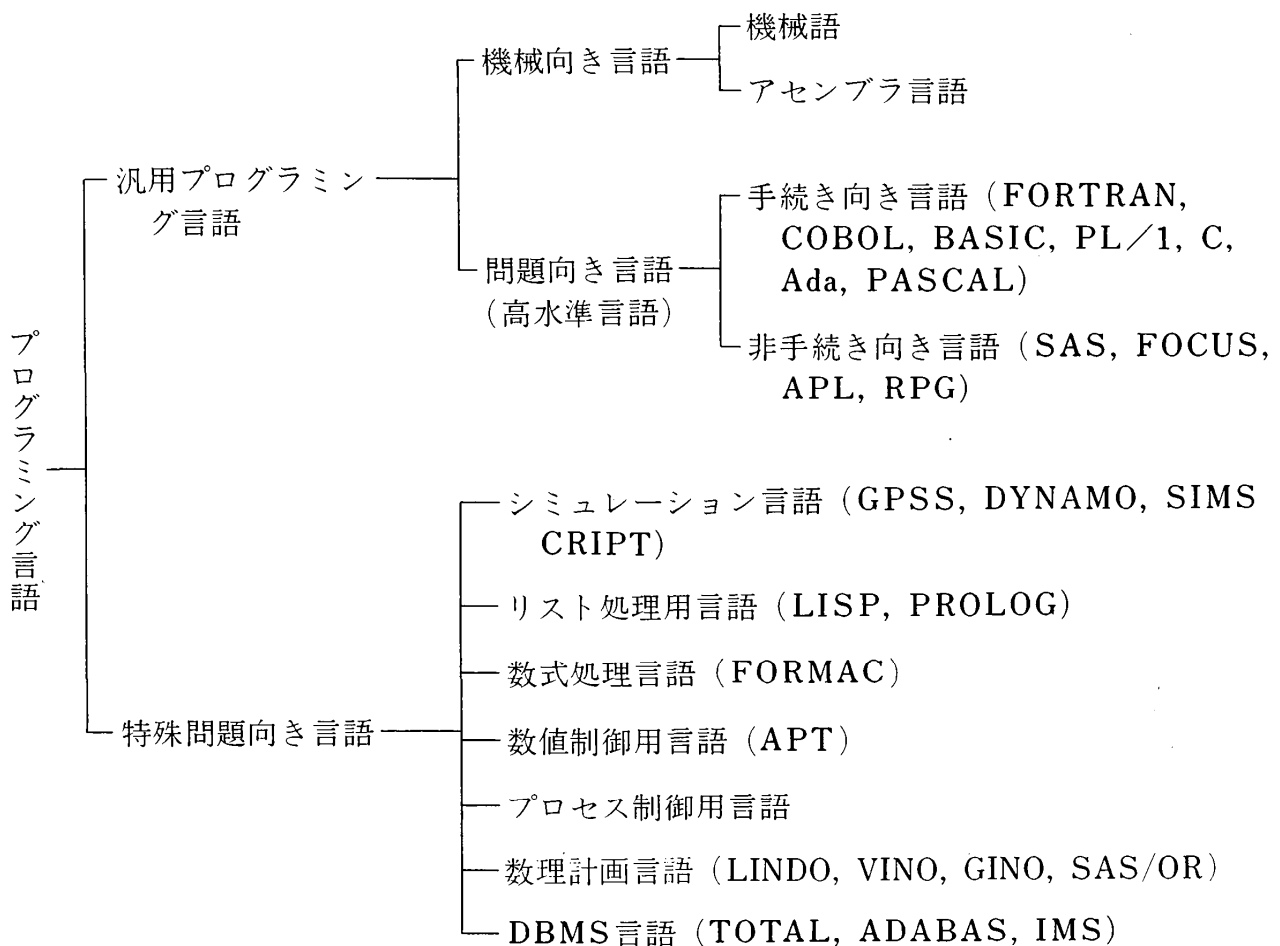 プログラミング言語
汎用プログラミン
グ言語
機械向き言語
機械語
アセンブラ言語
問題向き言語
(高水準言語)
手続き向き言語(FORTRAN,
COBOL, BASIC, PL/1, C,
Ada, PASCAL)
非手続き向き言語(SAS, FOCUS,
APL, RPG)
特殊問題向き言語
シミュレーション言語(GPSS, DYNAMO, SIMS
CRIPT)
リスト処理用言語(LISP, PROLOG)
数式処理言語(FORMAC)
数値制御用言語(APT)
プロセス制御用言語
数理計画言語(LINDO, VINO, GINO, SAS/OR)
DBMS言語(TOTAL, ADABAS, IMS)